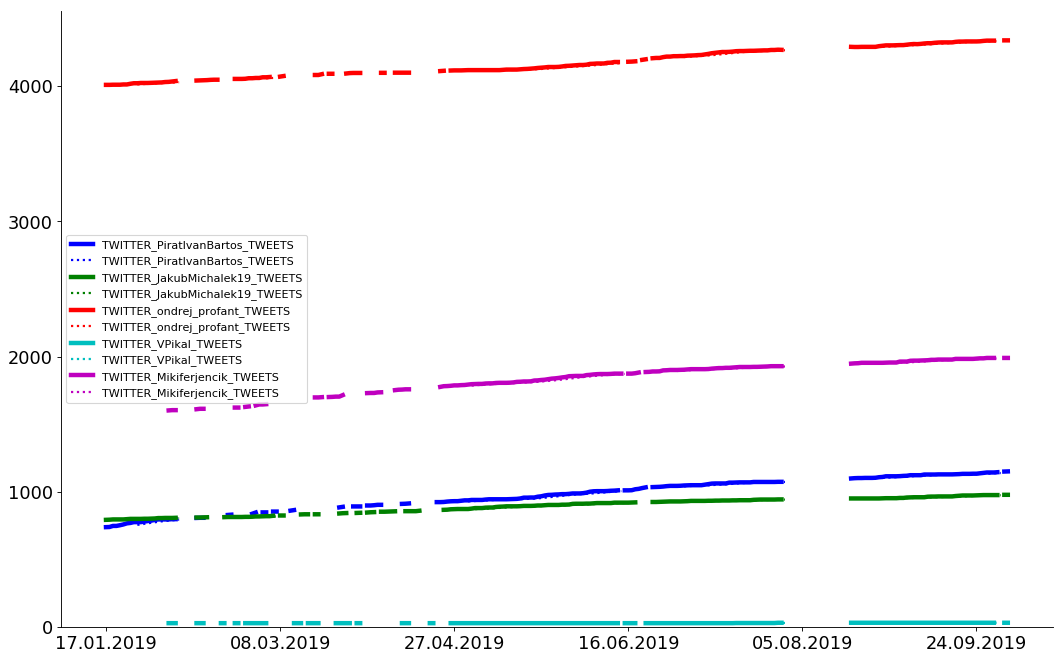 4000
3000
2000
1000
0
TWITTER_PiratIvanBartos_TWEETS
TWITTER_PiratIvanBartos_TWEETS
TWITTER_JakubMichalek19_TWEETS
TWITTER_JakubMichalek19_TWEETS
TWITTER_ondrej_profant_TWEETS
TWITTER_ondrej_profant_TWEETS
TWITTER_VPikal_TWEETS
TWITTER_VPikal_TWEETS
TWITTER_Mikiferjencik_TWEETS
TWITTER_Mikiferjencik_TWEETS
17.01.2019 08.03.2019 27.04.2019 16.06.2019 05.08.2019 24.09.2019